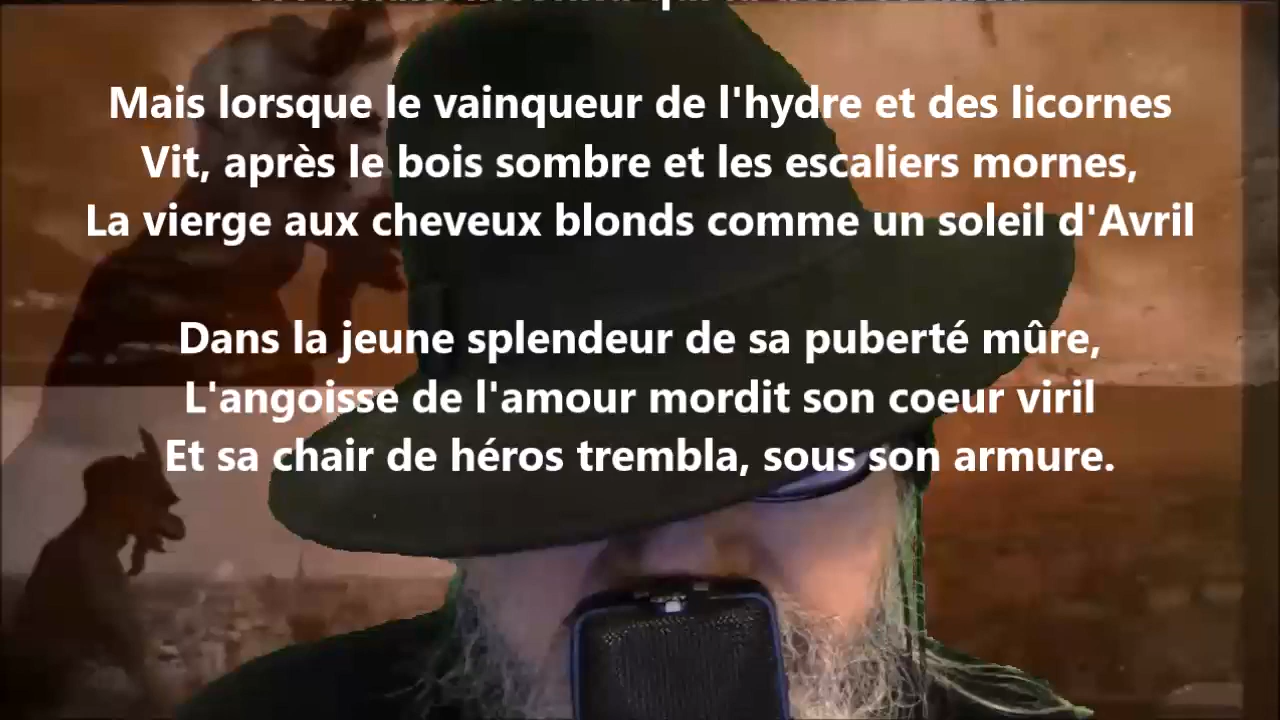 Mais lorsque le vainqueur de l'hydre et des licornes
Vit, après le bois sombre et les escaliers mornes,
La vierge aux cheveux blonds comme un soleil d'Avril
Dans la jeune splendeur de sa puberté mûre,
L'angoisse de l'amour mordit son coeur viril
Et sa chair de héros trembla, sous son armure.